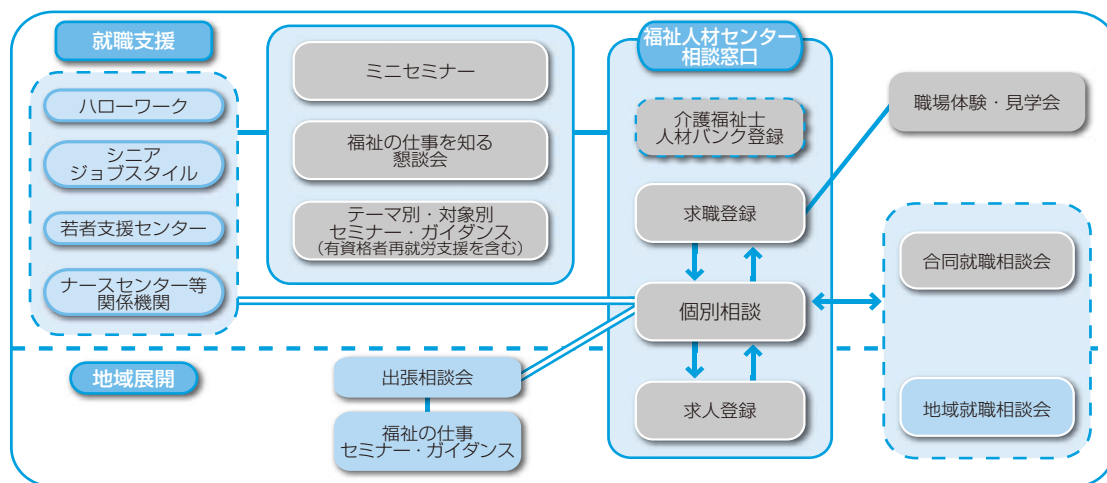 就職支援
ハローワーク
シニア
ジョブスタイル
若者支援センター
ナースセンター等
関係機関
ミニセミナー
福祉の仕事を知る
懇談会
テーマ別・対象別
セミナー・ガイダンス
(有資格者再就労支援を含む)
福祉人材センター
相談窓口
介護福祉士
人材バンク登録
求職登録
個別相談
求人登録
職場体験・見学会
合同就職相談会
地域就職相談会
地域展開
出張相談会
福祉の仕事
セミナー・ガイダンス